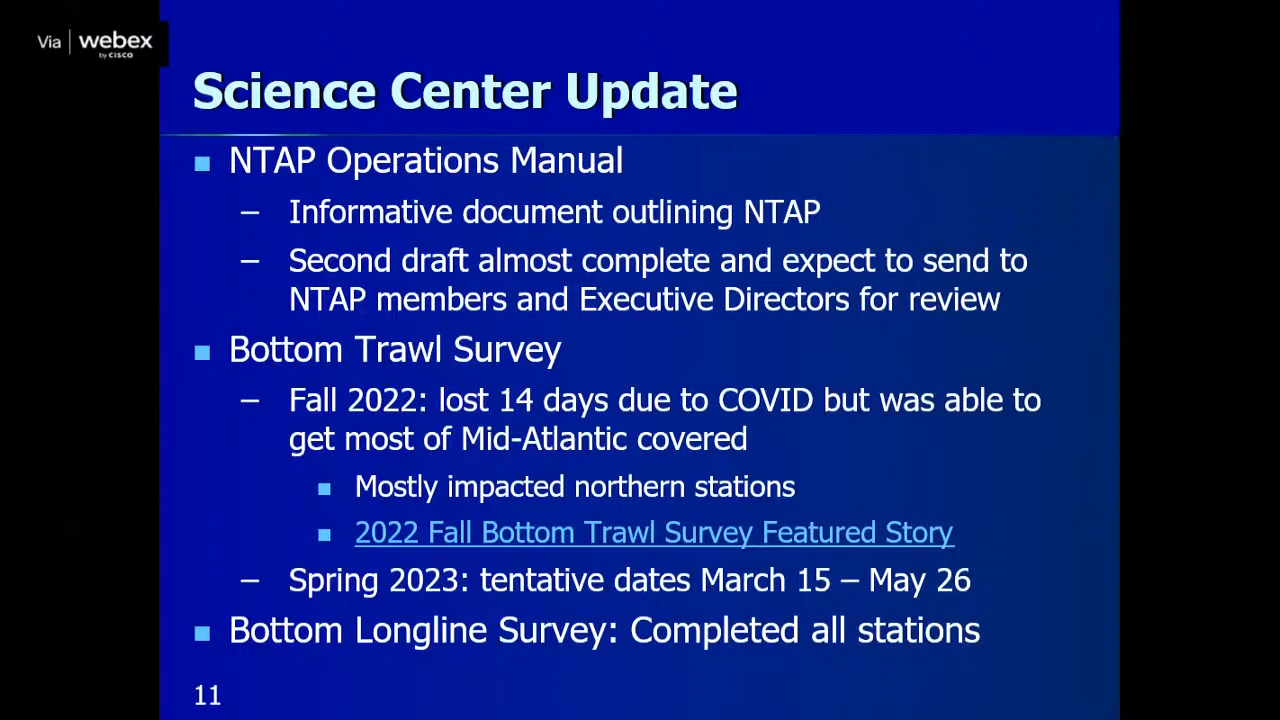 Via webex
by CISCO
Science Center Update
NTAP Operations Manual
– Informative document outlining NTAP
– Second draft almost complete and expect to send to
NTAP members and Executive Directors for review
Bottom Trawl Survey
– Fall 2022: lost 14 days due to COVID but was able to
get most of Mid-Atlantic covered
Mostly impacted northern stations
2022 Fall Bottom Trawl Survey Featured Story
– Spring 2023: tentative dates March 15 – May 26
Bottom Longline Survey: Completed all stations
11